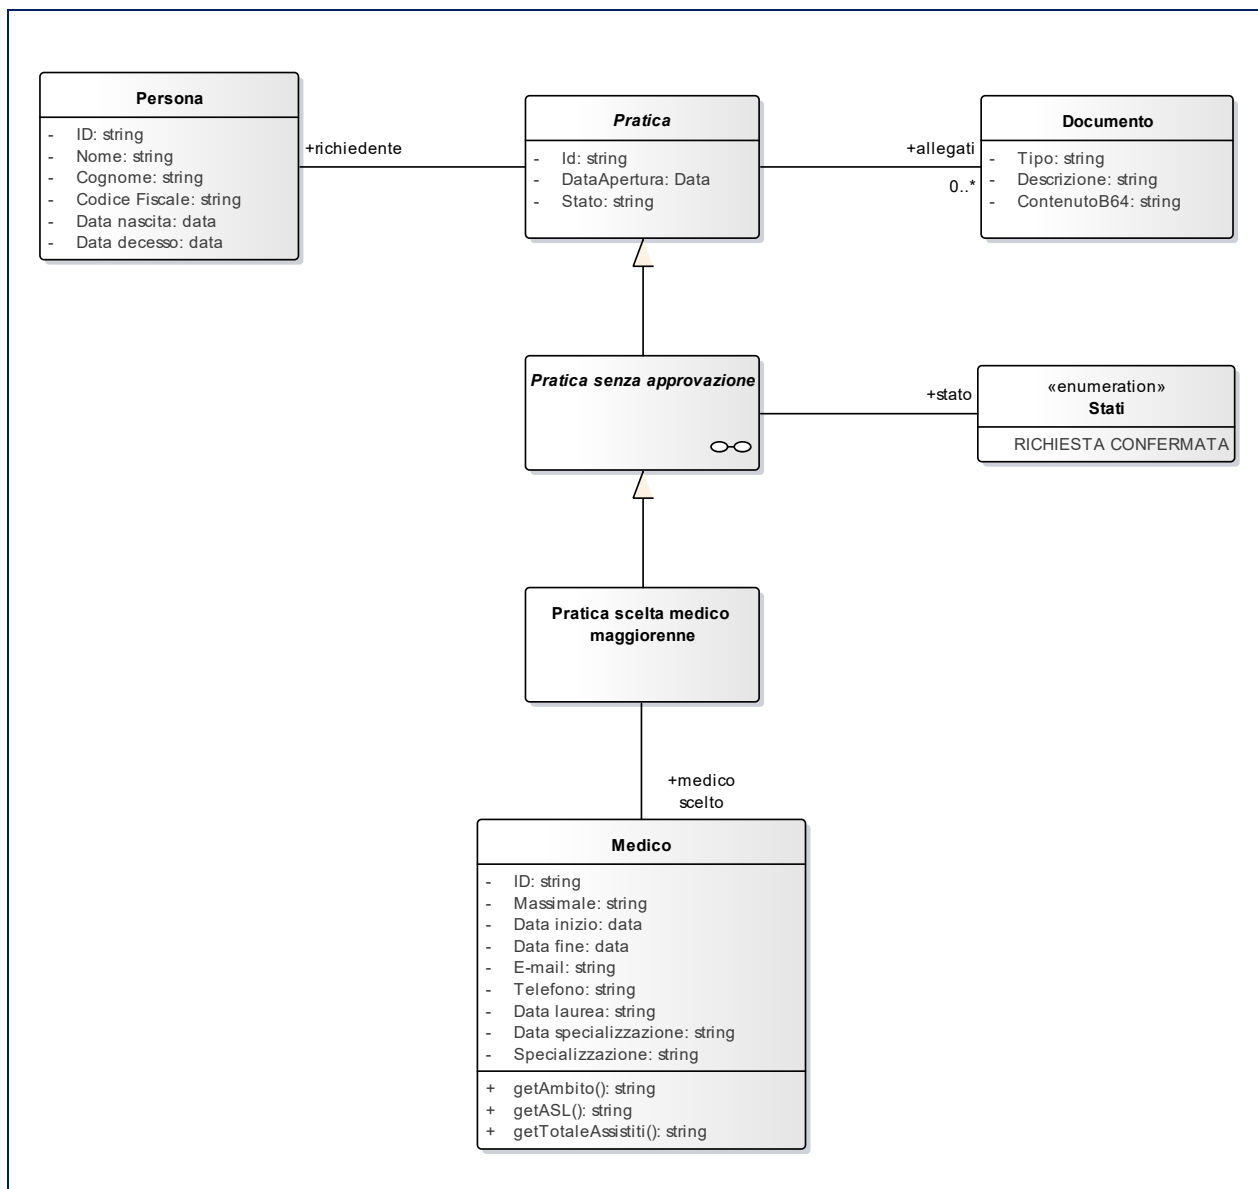 Persona
- ID: string
- Nome: string
- Cognome: string
- Codice Fiscale: string
- Data nascita: data
- Data decesso: data
+richiedente
Pratica
- Id: string
- DataApertura: Data
- Stato: string
+allegati
0..*
Documento
- Tipo: string
- Descrizione: string
- ContenutoB64: string
Pratica senza approvazione
+stato
«enumeration»
Stati
RICHIESTA CONFERMATA
Pratica scelta medico
maggiorenne
+medico
scelto
Medico
- ID: string
- Massimale: string
- Data inizio: data
- Data fine: data
- E-mail: string
- Telefono: string
- Data laurea: string
- Data specializzazione: string
- Specializzazione: string
+ getAmbito(): string
+ getASL(): string
+ getTotaleAssistiti(): string